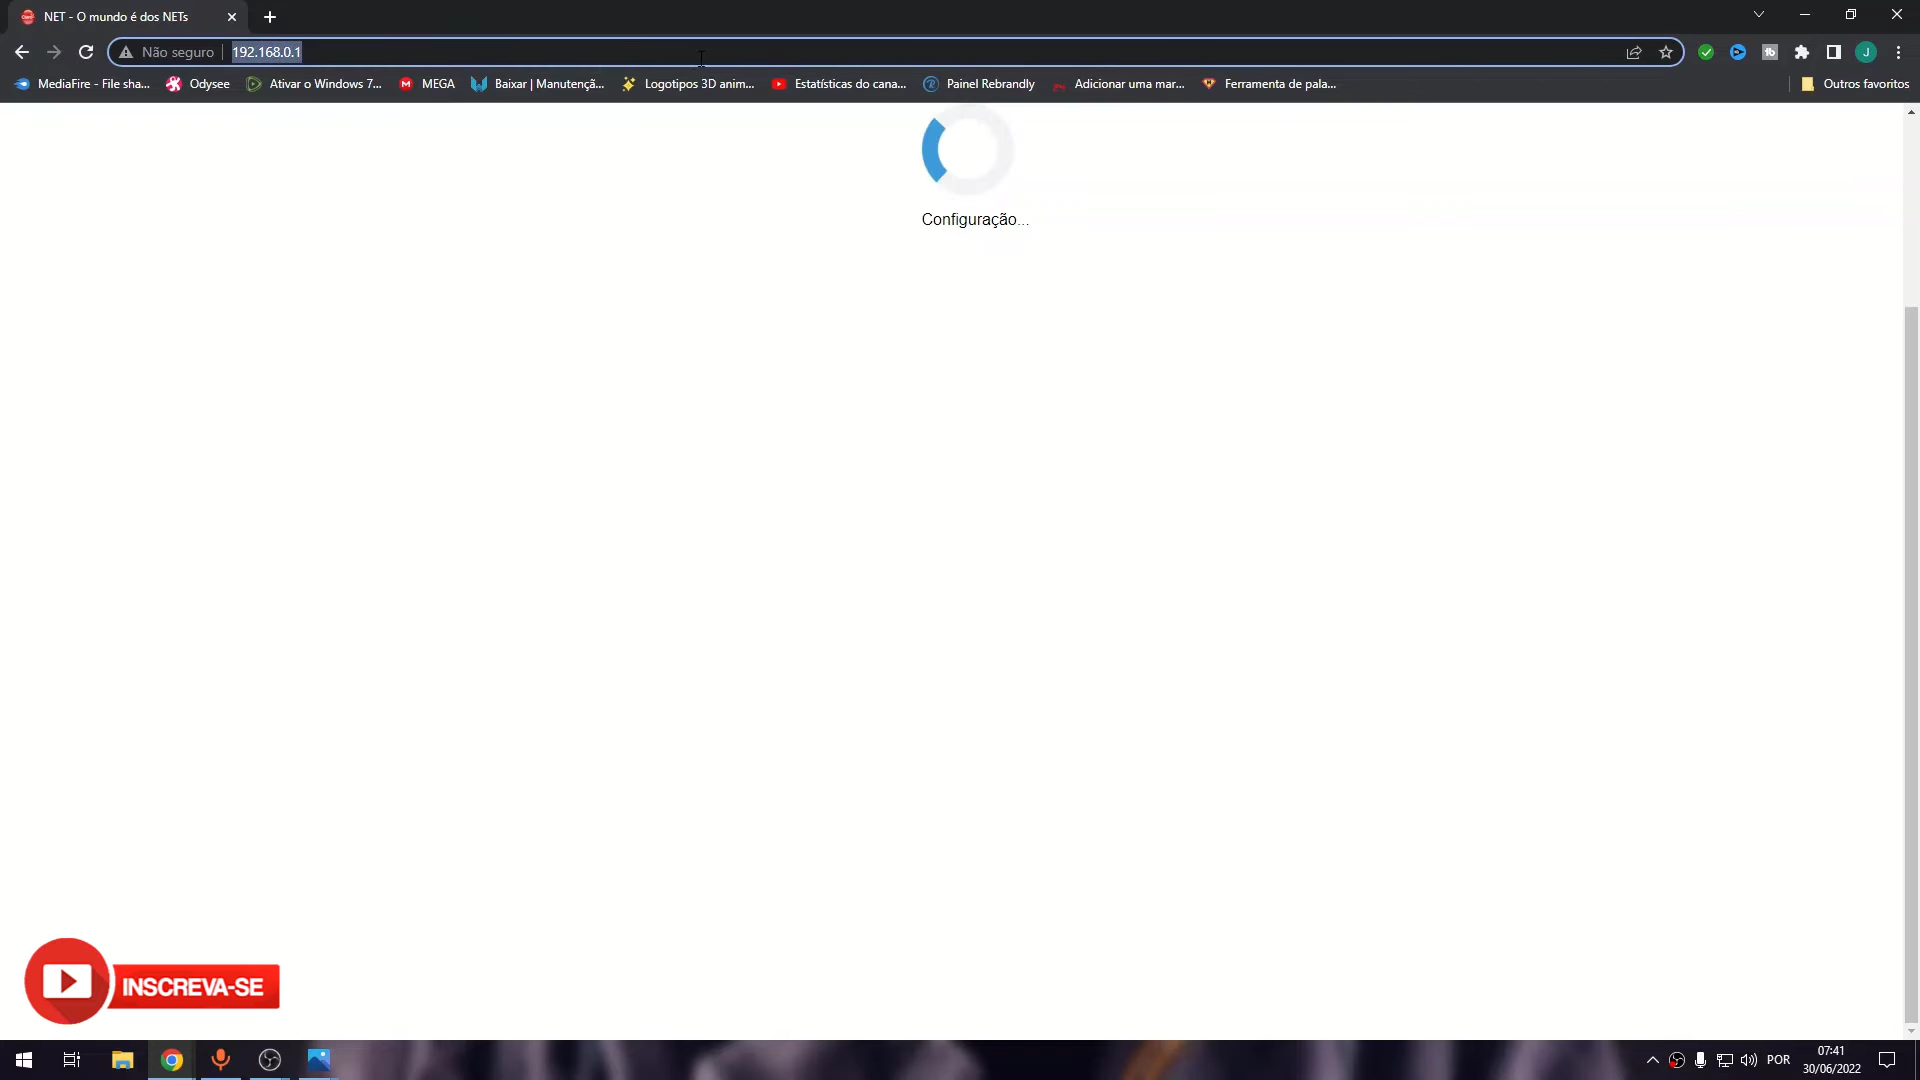 NET - O mundo é dos NETs
Não seguro 192.168.0.1
MediaFire - File sha... Odysee Ativar o Windows 7... MEGA Baixar | Manutençã... Logotipos 3D anim... Estatísticas do cana... Painel Rebrandly Adicionar uma mar... Ferramenta de pala... Outros favoritos
Configuração...
INSCREVA-SE
POR 07:41
30/06/2022